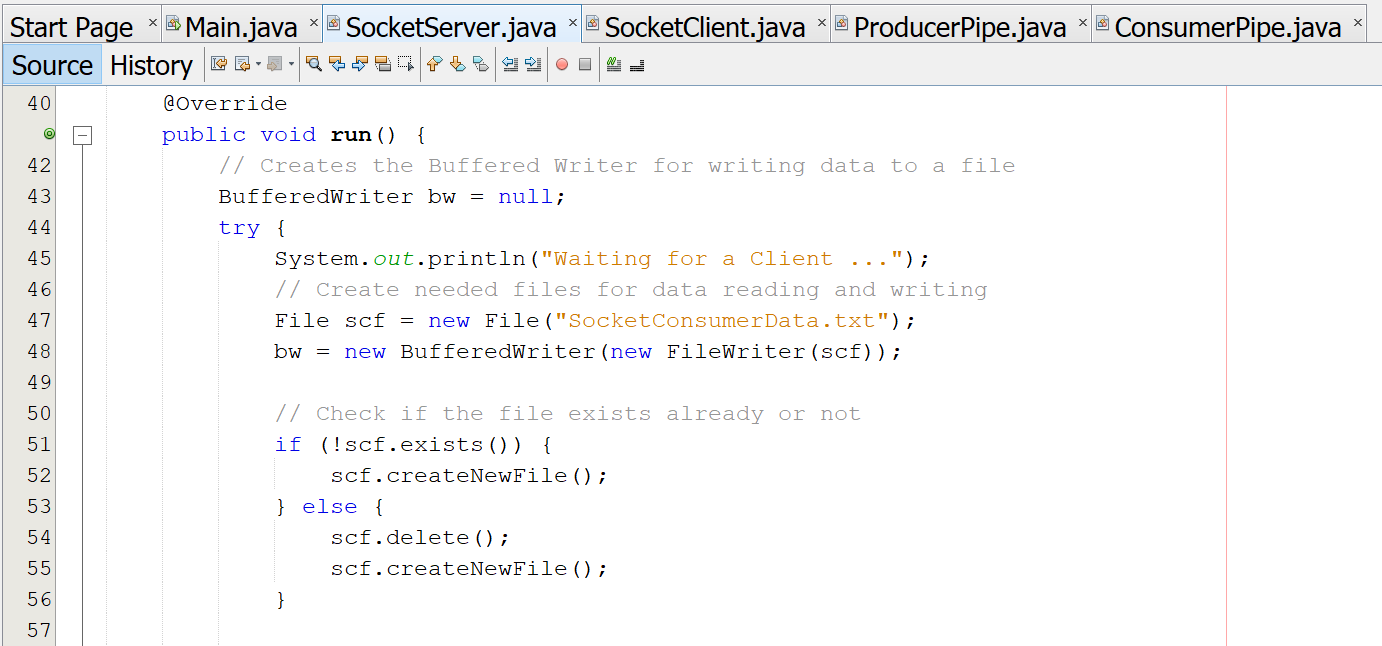 Start Page × Main.java × SocketServer.java × SocketClient.java × ProducerPipe.java × ConsumerPipe.java ×
Source History
40 @Override
public void run() {
42 // Creates the Buffered Writer for writing data to a file
43 BufferedWriter bw = null;
44 try {
45 System.out.println("Waiting for a Client ...");
46 // Create needed files for data reading and writing
47 File scf = new File("SocketConsumerData.txt");
48 bw = new BufferedWriter(new FileWriter(scf));
49
50 // Check if the file exists already or not
51 if (!scf.exists()) {
52 scf.createNewFile();
53 } else {
54 scf.delete();
55 scf.createNewFile();
56 }
57